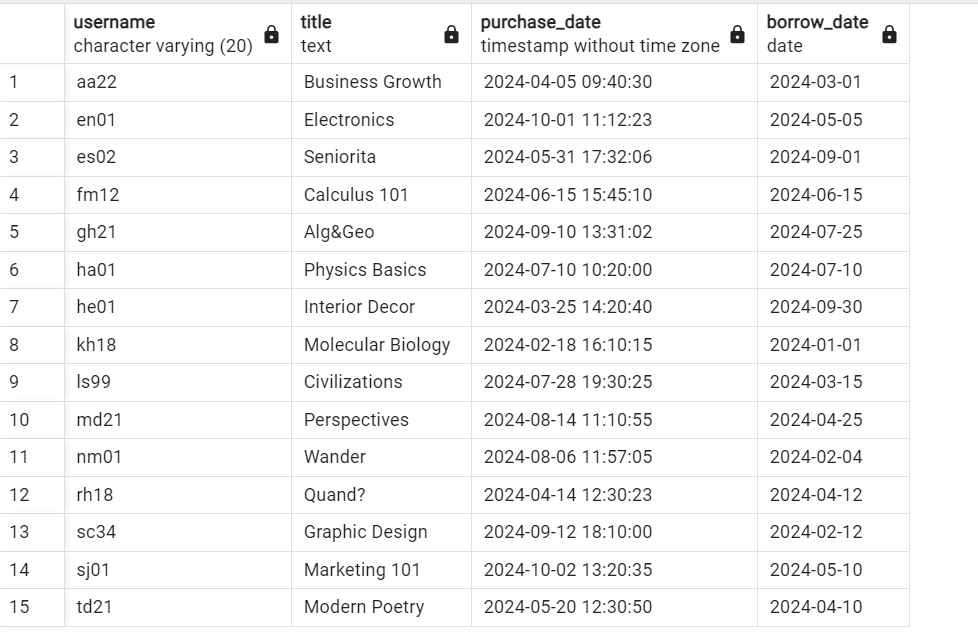 username title purchase_date borrow_date
character varying (20) text timestamp without time zone date
1 aa22 Business Growth 2024-04-05 09:40:30 2024-03-01
2 en01 Electronics 2024-10-01 11:12:23 2024-05-05
3 es02 Seniorita 2024-05-31 17:32:06 2024-09-01
4 fm12 Calculus 101 2024-06-15 15:45:10 2024-06-15
5 gh21 Alg&Geo 2024-09-10 13:31:02 2024-07-25
6 ha01 Physics Basics 2024-07-10 10:20:00 2024-07-10
7 he01 Interior Decor 2024-03-25 14:20:40 2024-09-30
8 kh18 Molecular Biology 2024-02-18 16:10:15 2024-01-01
9 ls99 Civilizations 2024-07-28 19:30:25 2024-03-15
10 md21 Perspectives 2024-08-14 11:10:55 2024-04-25
11 nm01 Wander 2024-08-06 11:57:05 2024-02-04
12 rh18 Quand? 2024-04-14 12:30:23 2024-04-12
13 sc34 Graphic Design 2024-09-12 18:10:00 2024-02-12
14 sj01 Marketing 101 2024-10-02 13:20:35 2024-05-10
15 td21 Modern Poetry 2024-05-20 12:30:50 2024-04-10